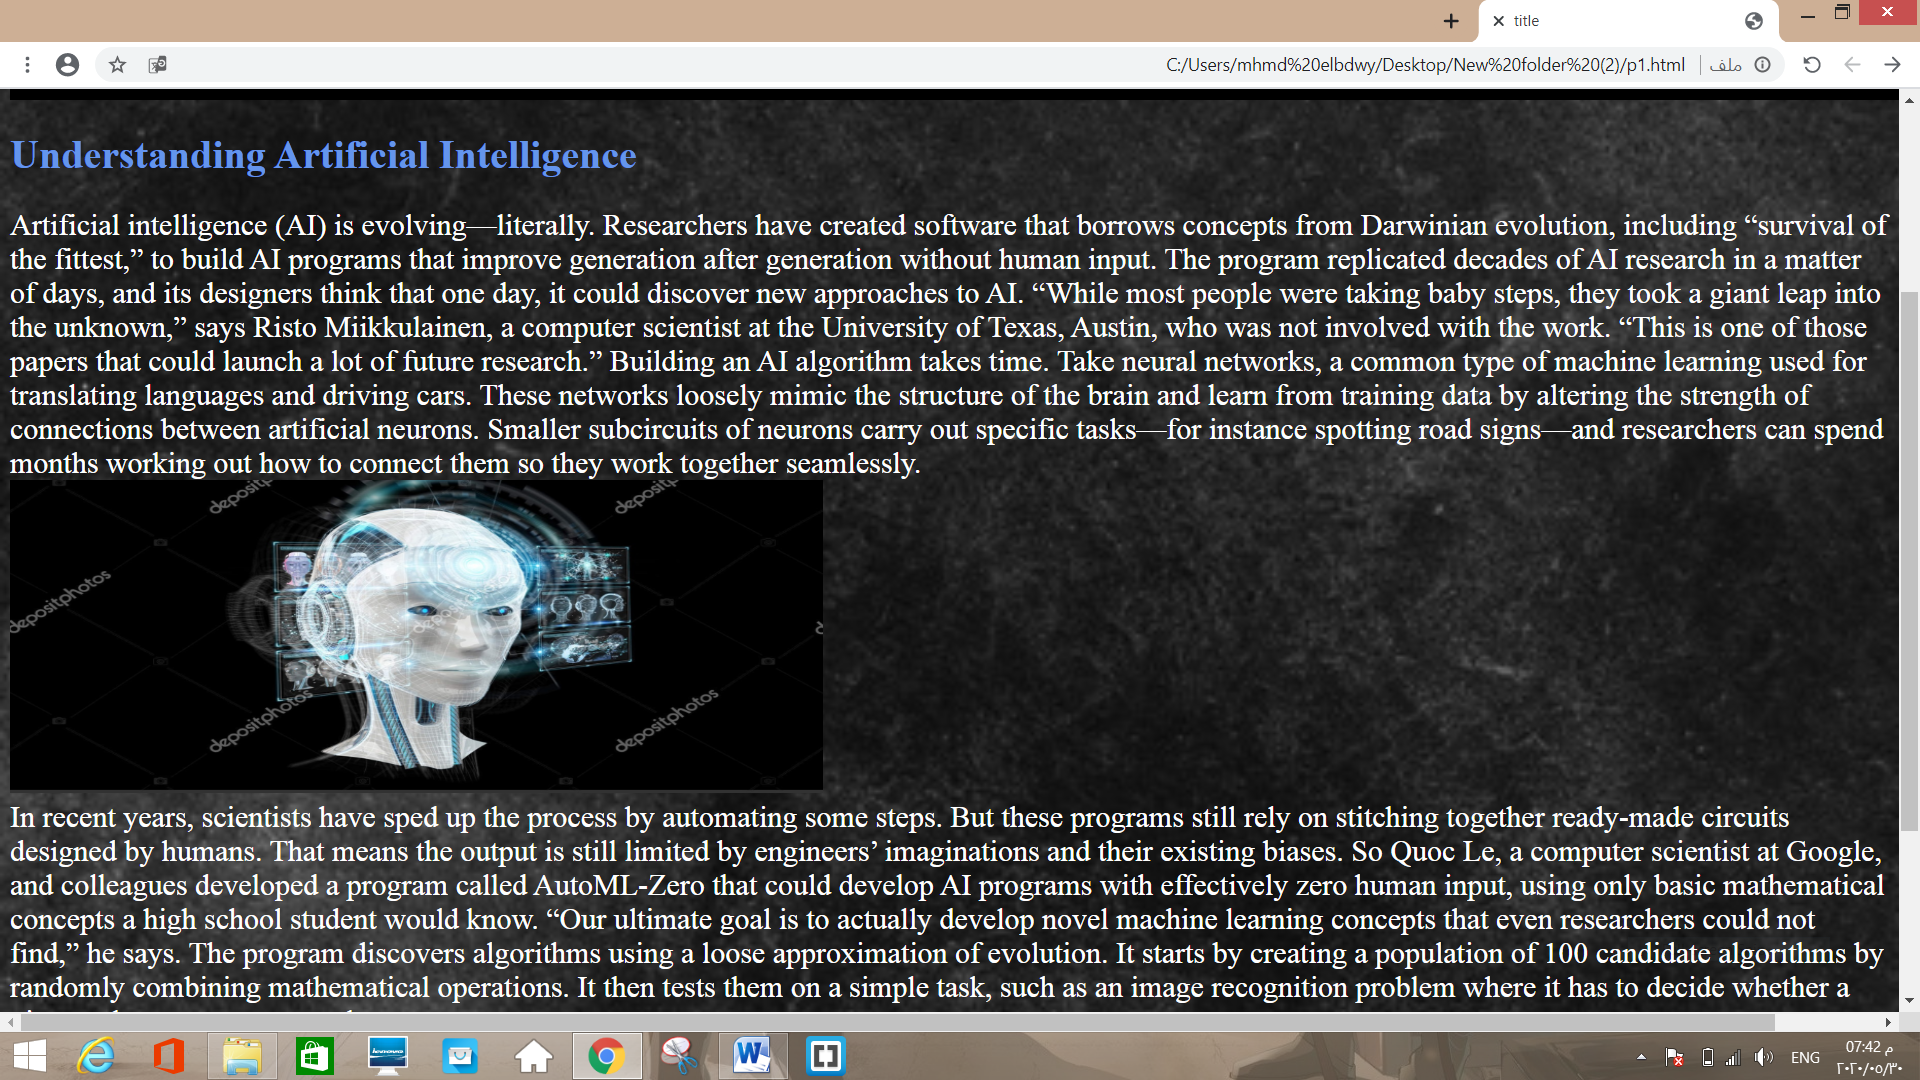 title
C:/Users/mhmd%20elbdwy/Desktop/New%20folder%20(2)/p1.html
ملف
Understanding Artificial Intelligence
Artificial intelligence (AI) is evolving—literally. Researchers have created software that borrows concepts from Darwinian evolution, including “survival of
the fittest,” to build AI programs that improve generation after generation without human input. The program replicated decades of AI research in a matter
of days, and its designers think that one day, it could discover new approaches to AI. “While most people were taking baby steps, they took a giant leap into
the unknown,” says Risto Miikkulainen, a computer scientist at the University of Texas, Austin, who was not involved with the work. “This is one of those
papers that could launch a lot of future research.” Building an AI algorithm takes time. Take neural networks, a common type of machine learning used for
translating languages and driving cars. These networks loosely mimic the structure of the brain and learn from training data by altering the strength of
connections between artificial neurons. Smaller subcircuits of neurons carry out specific tasks—for instance spotting road signs—and researchers can spend
months working out how to connect them so they work together seamlessly.
depositphotos
depositphotos
depositphotos
depositphotos
depositphotos
In recent years, scientists have sped up the process by automating some steps. But these programs still rely on stitching together ready-made circuits
designed by humans. That means the output is still limited by engineers’ imaginations and their existing biases. So Quoc Le, a computer scientist at Google,
and colleagues developed a program called AutoML-Zero that could develop AI programs with effectively zero human input, using only basic mathematical
concepts a high school student would know. “Our ultimate goal is to actually develop novel machine learning concepts that even researchers could not
find,” he says. The program discovers algorithms using a loose approximation of evolution. It starts by creating a population of 100 candidate algorithms by
randomly combining mathematical operations. It then tests them on a simple task, such as an image recognition problem where it has to decide whether a
ENG
07:42 م
٢٠٢٠/٠٥/٣٠